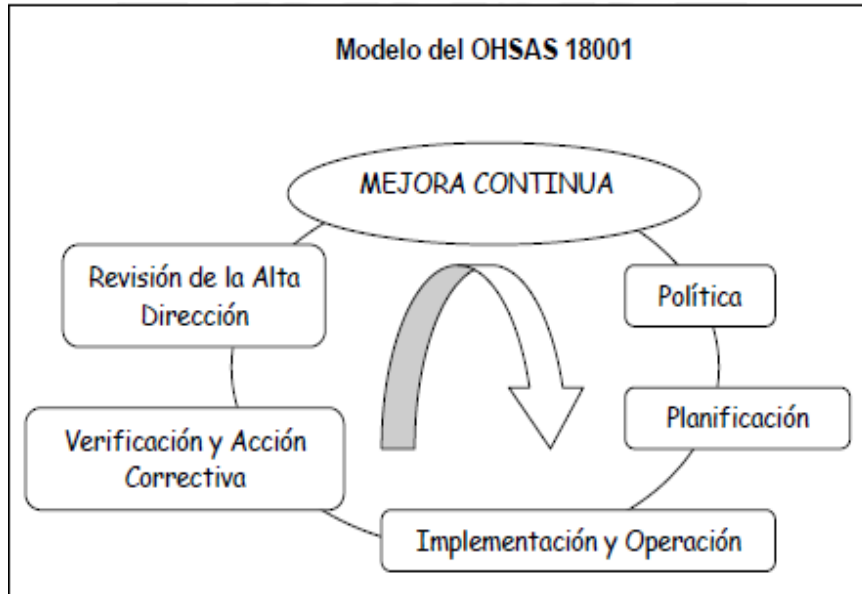 Modelo del OHSAS 18001
MEJORA CONTINUA
Política
Planificación
Implementación y Operación
Verificación y Acción
Correctiva
Revisión de la Alta
Dirección